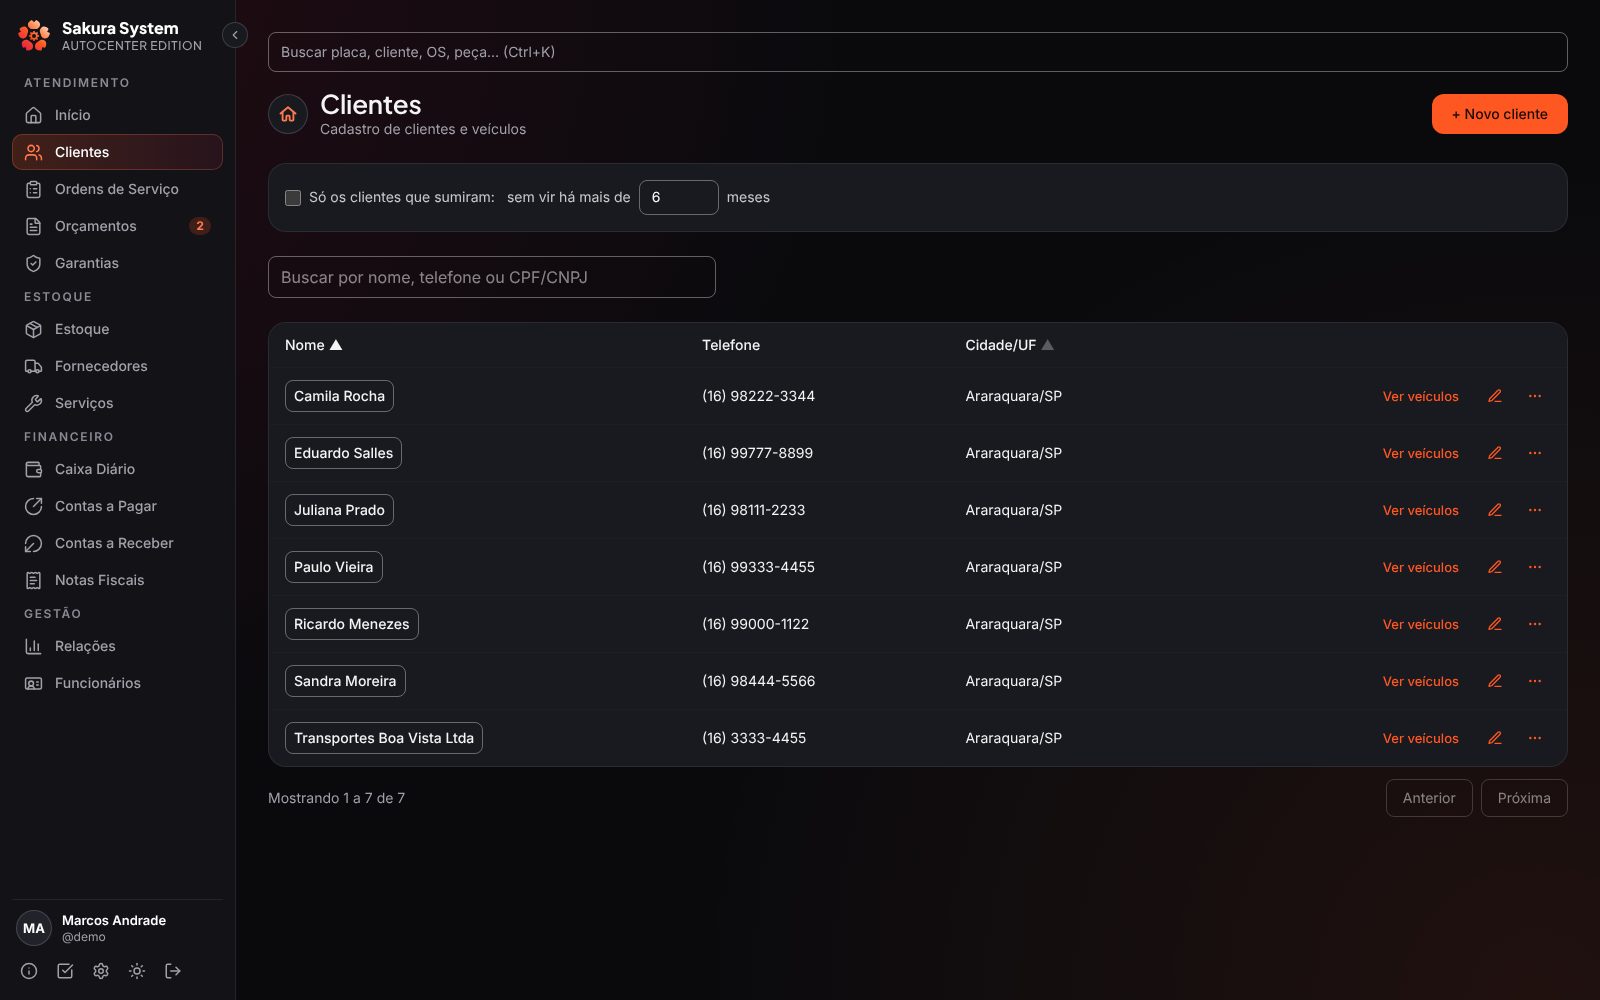 Sakura System
AUTOCENTER EDITION
ATENDIMENTO
Início
Clientes
Ordens de Serviço
Orçamentos 2
Garantias
ESTOQUE
Estoque
Fornecedores
Serviços
FINANCEIRO
Caixa Diário
Contas a Pagar
Contas a Receber
Notas Fiscais
GESTÃO
Relações
Funcionários
MA
Marcos Andrade
@demo
Buscar placa, cliente, OS, peça... (Ctrl+K)
Clientes
Cadastro de clientes e veículos
+ Novo cliente
Só os clientes que sumiram: sem vir há mais de 6 meses
Buscar por nome, telefone ou CPF/CNPJ
Nome ▲ Telefone Cidade/UF ▲
Camila Rocha (16) 98222-3344 Araraquara/SP Ver veículos ...
Eduardo Salles (16) 99777-8899 Araraquara/SP Ver veículos ...
Juliana Prado (16) 98111-2233 Araraquara/SP Ver veículos ...
Paulo Vieira (16) 99333-4455 Araraquara/SP Ver veículos ...
Ricardo Menezes (16) 99000-1122 Araraquara/SP Ver veículos ...
Sandra Moreira (16) 98444-5566 Araraquara/SP Ver veículos ...
Transportes Boa Vista Ltda (16) 3333-4455 Araraquara/SP Ver veículos ...
Mostrando 1 a 7 de 7
Anterior Próxima